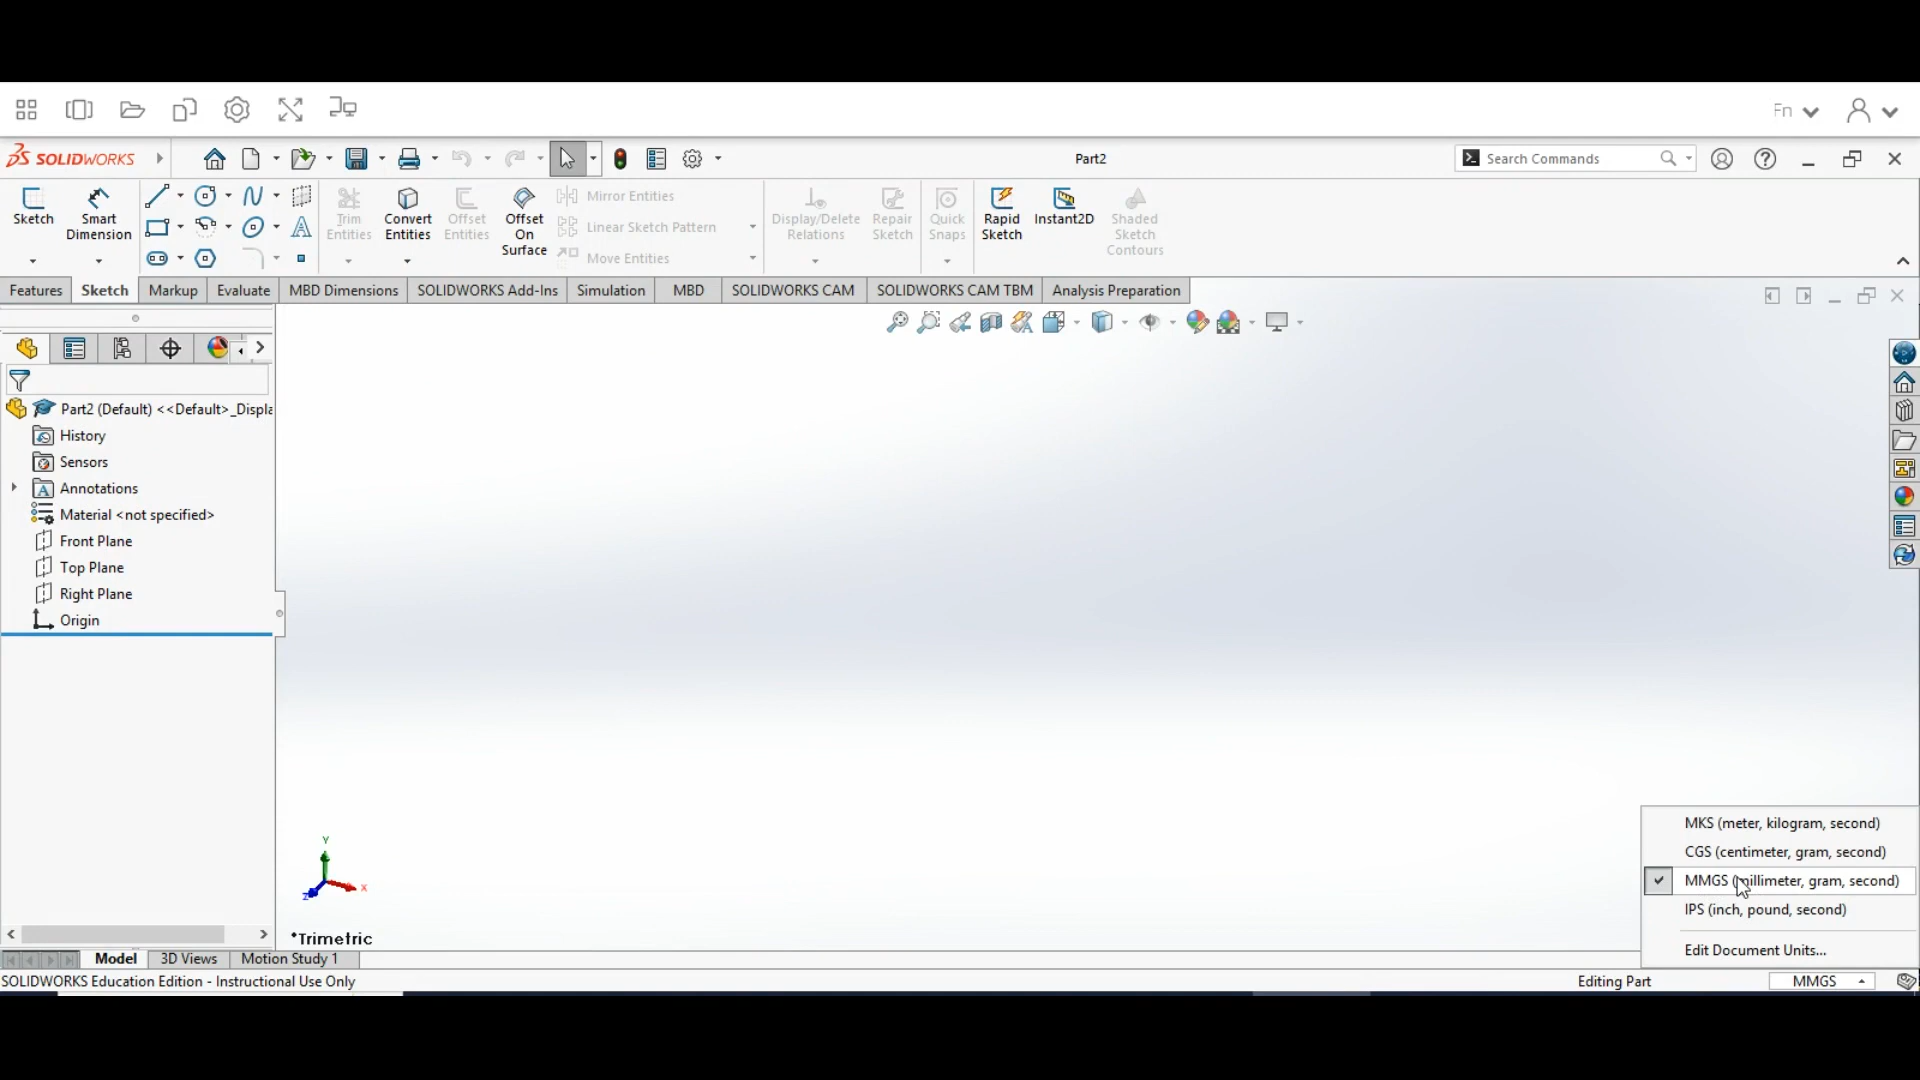 Fn
SOLIDWORKS
Part2
Search Commands
Sketch
Smart Dimension
Trim Entities
Convert Entities
Offset Entities
Offset On Surface
Mirror Entities
Linear Sketch Pattern
Move Entities
Display/Delete Relations
Repair Sketch
Quick Snaps
Rapid Sketch
Instant2D
Shaded Sketch Contours
Features
Sketch
Markup
Evaluate
MBD Dimensions
SOLIDWORKS Add-Ins
Simulation
MBD
SOLIDWORKS CAM
SOLIDWORKS CAM TBM
Analysis Preparation
Part2 (Default) <<Default>_Displa
History
Sensors
Annotations
Material <not specified>
Front Plane
Top Plane
Right Plane
Origin
Y
X
Z
*Trimetric
MKS (meter, kilogram, second)
CGS (centimeter, gram, second)
MMGS (millimeter, gram, second)
IPS (inch, pound, second)
Edit Document Units...
Model
3D Views
Motion Study 1
SOLIDWORKS Education Edition - Instructional Use Only
Editing Part
MMGS